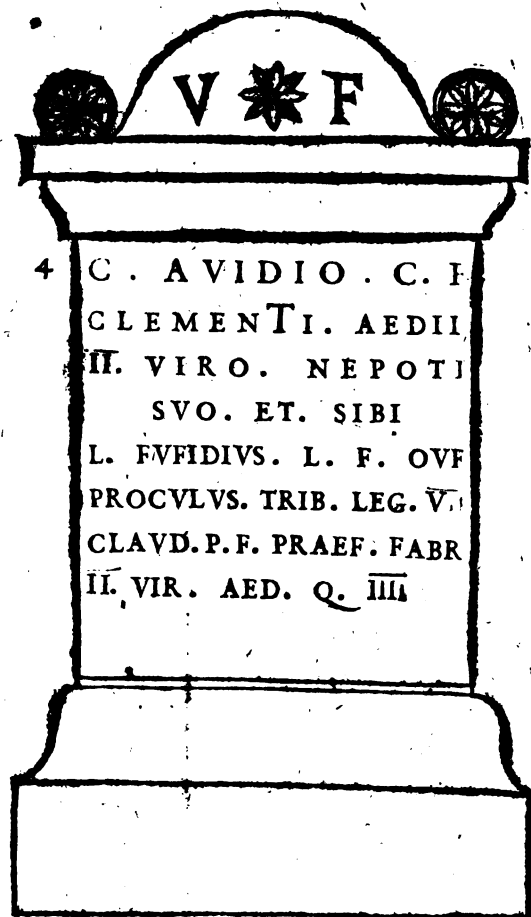 V F
4 C. AVIDIO. C. F
CLEMENTI. AEDIL
II. VIRO. NEPOTI
SVO. ET. SIBI
L. FVFIDIVS. L. F. OVF
PROCVLVS. TRIB. LEG. V.
CLAVD. P. F. PRAEF. FABR
II. VIR. AED. Q. IIII